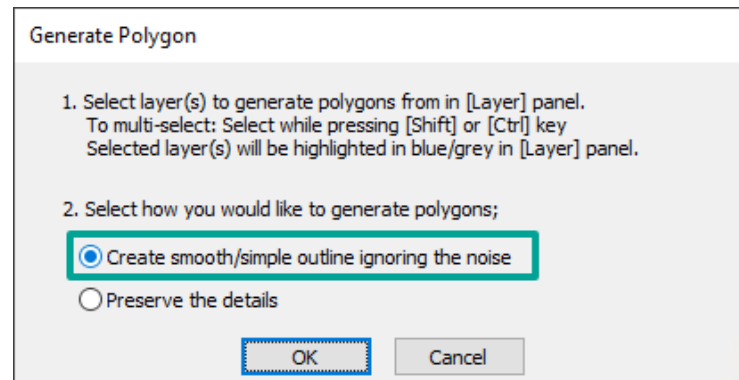 Generate Polygon
1. Select layer(s) to generate polygons from in [Layer] panel.
To multi-select: Select while pressing [Shift] or [Ctrl] key
Selected layer(s) will be highlighted in blue/grey in [Layer] panel.
2. Select how you would like to generate polygons;
Create smooth/simple outline ignoring the noise
Preserve the details
OK Cancel